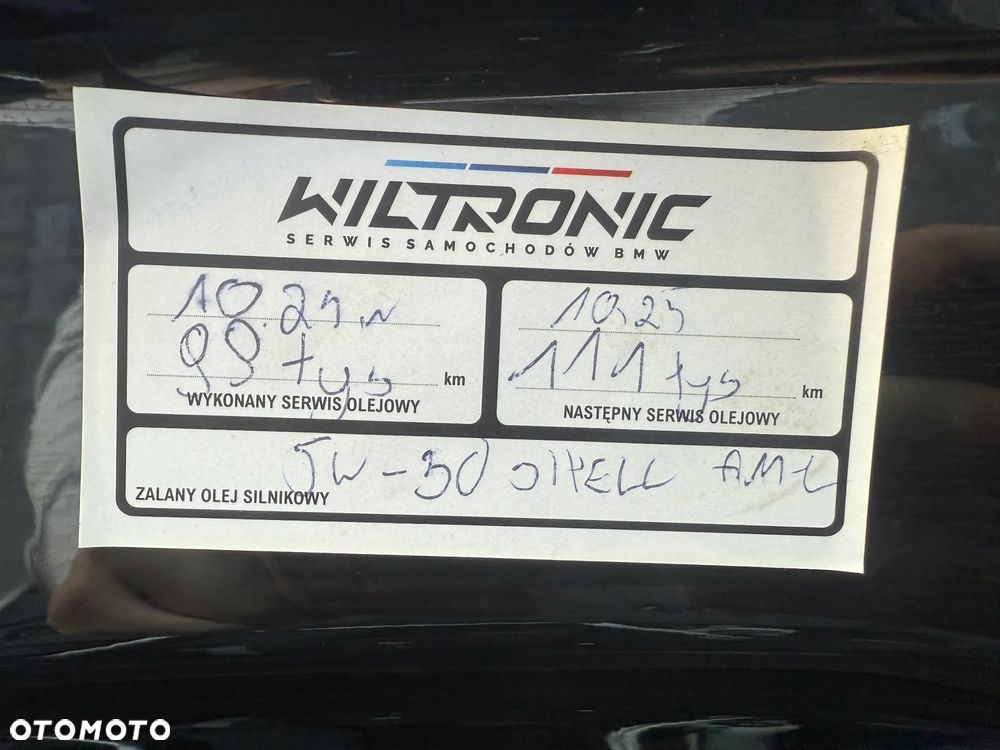 WILTRONIC
SERWIS SAMOCHODÓW BMW
10.24r
99 tys km
WYKONANY SERWIS OLEJOWY
10.25
111 tys km
NASTĘPNY SERWIS OLEJOWY
5W-30 SHELL AM-L
ZALANY OLEJ SILNIKOWY
OTOMOTO